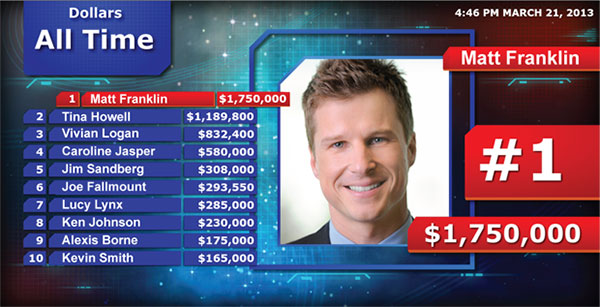 Dollars
All Time
4:46 PM MARCH 21, 2013
Matt Franklin
1 Matt Franklin $1,750,000
2 Tina Howell $1,189,800
3 Vivian Logan $832,400
4 Caroline Jasper $580,000
5 Jim Sandberg $308,000
6 Joe Fallmount $293,550
7 Lucy Lynx $285,000
8 Ken Johnson $230,000
9 Alexis Borne $175,000
10 Kevin Smith $165,000
#1
$1,750,000